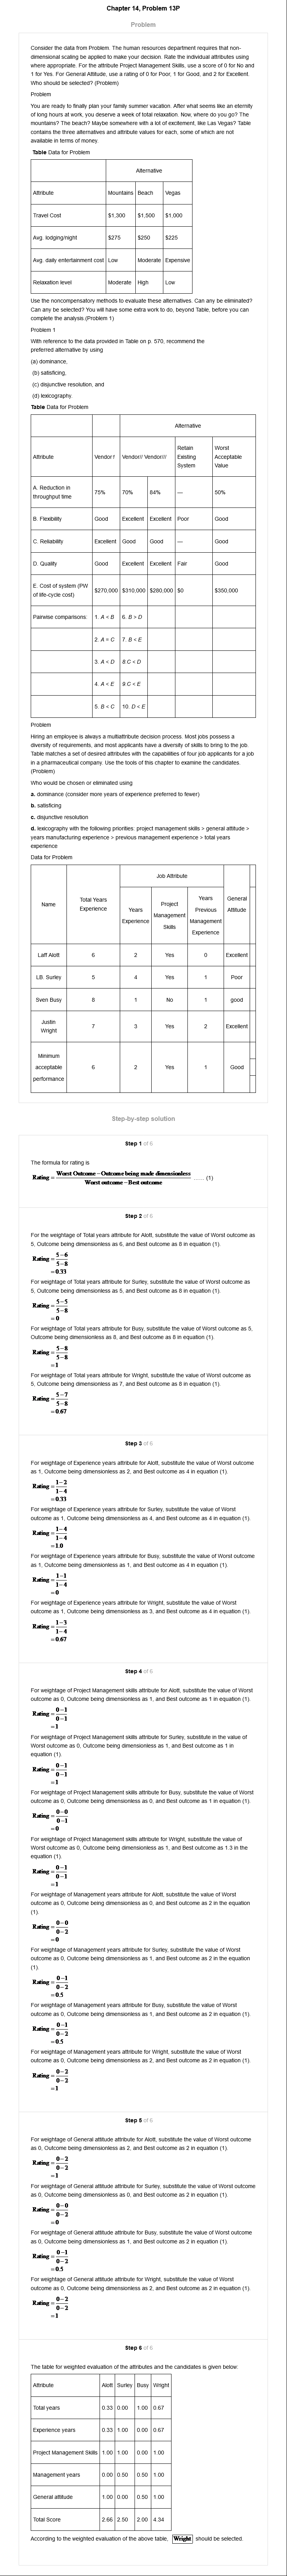 Chapter 14, Problem 13P
Problem
Consider the data from Problem. The human resources department requires that non-
dimensional scaling be applied to make your decision. Rate the individual attributes using
where appropriate. For the attribute Project Management Skills, use a score of 0 for No and
1 for Yes. For General Attitude, use a rating of 0 for Poor, 1 for Good, and 2 for Excellent.
Who should be selected? (Problem)
Problem
You are ready to finally plan your family summer vacation. After what seems like an eternity
of long hours at work, you deserve a week of total relaxation. Now, where do you go? The
mountains? The beach? Maybe somewhere with a lot of excitement, like Las Vegas? Table
contains the three alternatives and attribute values for each, some of which are not
available in terms of money.
Table Data for Problem
Alternative
Attribute Mountains Beach Vegas
Travel Cost $1,300 $1,500 $1,000
Avg. lodging/night $275 $250 $225
Avg. daily entertainment cost Low Moderate Expensive
Relaxation level Moderate High Low
Use the noncompensatory methods to evaluate these alternatives. Can any be eliminated?
Can any be selected? You will have some extra work to do, beyond Table, before you can
complete the analysis.(Problem 1)
Problem 1
With reference to the data provided in Table on p. 570, recommend the
preferred alternative by using
(a) dominance,
(b) satisficing,
(c) disjunctive resolution, and
(d) lexicography.
Table Data for Problem
Alternative
Attribute Vendor I Vendor II Vendor III Retain Existing System Worst Acceptable Value
A. Reduction in throughput time 75% 70% 84% — 50%
B. Flexibility Good Excellent Excellent Poor Good
C. Reliability Excellent Good Good — Good
D. Quality Good Excellent Excellent Fair Good
E. Cost of system (PW of life-cycle cost) $270,000 $310,000 $280,000 $0 $350,000
Pairwise comparisons: 1. A < B 6. B > D
2. A = C 7. B < E
3. A < D 8.C < D
4. A < E 9.C < E
5. B < C 10. D < E
Problem
Hiring an employee is always a multiattribute decision process. Most jobs possess a
diversity of requirements, and most applicants have a diversity of skills to bring to the job.
Table matches a set of desired attributes with the capabilities of four job applicants for a job
in a pharmaceutical company. Use the tools of this chapter to examine the candidates.
(Problem)
Who would be chosen or eliminated using
a. dominance (consider more years of experience preferred to fewer)
b. satisficing
c. disjunctive resolution
d. lexicography with the following priorities: project management skills > general attitude >
years manufacturing experience > previous management experience > total years
experience
Data for Problem
Job Attribute
Name Total Years Experience Years Experience Project Management Skills Years Previous Management Experience General Attitude
Laff Alott 6 2 Yes 0 Excellent
LB. Surley 5 4 Yes 1 Poor
Sven Busy 8 1 No 1 good
Justin Wright 7 3 Yes 2 Excellent
Minimum acceptable performance 6 2 Yes 1 Good
Step-by-step solution
Step 1 of 6
The formula for rating is
Rating = Worst Outcome − Outcome being made dimensionless / Worst outcome − Best outcome ...... (1)
Step 2 of 6
For the weightage of Total years attribute for Alott, substitute the value of Worst outcome as
5, Outcome being dimensionless as 6, and Best outcome as 8 in equation (1).
Rating = 5−6 / 5−8
= 0.33
For weightage of Total years attribute for Surley, substitute the value of Worst outcome as
5, Outcome being dimensionless as 5, and Best outcome as 8 in equation (1).
Rating = 5−5 / 5−8
= 0
For weightage of Total years attribute for Busy, substitute the value of Worst outcome as 5,
Outcome being dimensionless as 8, and Best outcome as 8 in equation (1).
Rating = 5−8 / 5−8
= 1
For weightage of Total years attribute for Wright, substitute the value of Worst outcome as
5, Outcome being dimensionless as 7, and Best outcome as 8 in equation (1).
Rating = 5−7 / 5−8
= 0.67
Step 3 of 6
For weightage of Experience years attribute for Alott, substitute the value of Worst outcome
as 1, Outcome being dimensionless as 2, and Best outcome as 4 in equation (1).
Rating = 1−2 / 1−4
= 0.33
For weightage of Experience years attribute for Surley, substitute the value of Worst
outcome as 1, Outcome being dimensionless as 4, and Best outcome as 4 in equation (1).
Rating = 1−4 / 1−4
= 1.0
For weightage of Experience years attribute for Busy, substitute the value of Worst outcome
as 1, Outcome being dimensionless as 1, and Best outcome as 4 in equation (1).
Rating = 1−1 / 1−4
= 0
For weightage of Experience years attribute for Wright, substitute the value of Worst
outcome as 1, Outcome being dimensionless as 3, and Best outcome as 4 in equation (1).
Rating = 1−3 / 1−4
= 0.67
Step 4 of 6
For weightage of Project Management skills attribute for Alott, substitute the value of Worst
outcome as 0, Outcome being dimensionless as 1, and Best outcome as 1 in equation (1).
Rating = 0−1 / 0−1
= 1
For weightage of Project Management skills attribute for Surley, substitute in the value of
Worst outcome as 0, Outcome being dimensionless as 1, and Best outcome as 1 in
equation (1).
Rating = 0−1 / 0−1
= 1
For weightage of Project Management skills attribute for Busy, substitute the value of Worst
outcome as 0, Outcome being dimensionless as 0, and Best outcome as 1 in equation (1).
Rating = 0−0 / 0−1
= 0
For weightage of Project Management skills attribute for Wright, substitute the value of
Worst outcome as 0, Outcome being dimensionless as 1, and Best outcome as 1.3 in the
equation (1).
Rating = 0−1 / 0−1
= 1
For weightage of Management years attribute for Alott, substitute the value of Worst
outcome as 0, Outcome being dimensionless as 0, and Best outcome as 2 in the equation
(1).
Rating = 0−0 / 0−2
= 0
For weightage of Management years attribute for Surley, substitute the value of Worst
outcome as 0, Outcome being dimensionless as 1, and Best outcome as 2 in the equation
(1).
Rating = 0−1 / 0−2
= 0.5
For weightage of Management years attribute for Busy, substitute the value of Worst
outcome as 0, Outcome being dimensionless as 1, and Best outcome as 2 in equation (1).
Rating = 0−1 / 0−2
= 0.5
For weightage of Management years attribute for Wright, substitute the value of Worst
outcome as 0, Outcome being dimensionless as 2, and Best outcome as 2 in equation (1).
Rating = 0−2 / 0−2
= 1
Step 5 of 6
For weightage of General attitude attribute for Alott, substitute the value of Worst outcome
as 0, Outcome being dimensionless as 2, and Best outcome as 2 in equation (1).
Rating = 0−2 / 0−2
= 1
For weightage of General attitude attribute for Surley, substitute the value of Worst outcome
as 0, Outcome being dimensionless as 0, and Best outcome as 2 in equation (1).
Rating = 0−0 / 0−2
= 0
For weightage of General attitude attribute for Busy, substitute the value of Worst outcome
as 0, Outcome being dimensionless as 1, and Best outcome as 2 in equation (1).
Rating = 0−1 / 0−2
= 0.5
For weightage of General attitude attribute for Wright, substitute the value of Worst
outcome as 0, Outcome being dimensionless as 2, and Best outcome as 2 in equation (1).
Rating = 0−2 / 0−2
= 1
Step 6 of 6
The table for weighted evaluation of the attributes and the candidates is given below:
Attribute Alott Surley Busy Wright
Total years 0.33 0.00 1.00 0.67
Experience years 0.33 1.00 0.00 0.67
Project Management Skills 1.00 1.00 0.00 1.00
Management years 0.00 0.50 0.50 1.00
General attitude 1.00 0.00 0.50 1.00
Total Score 2.66 2.50 2.00 4.34
According to the weighted evaluation of the above table, Wright should be selected